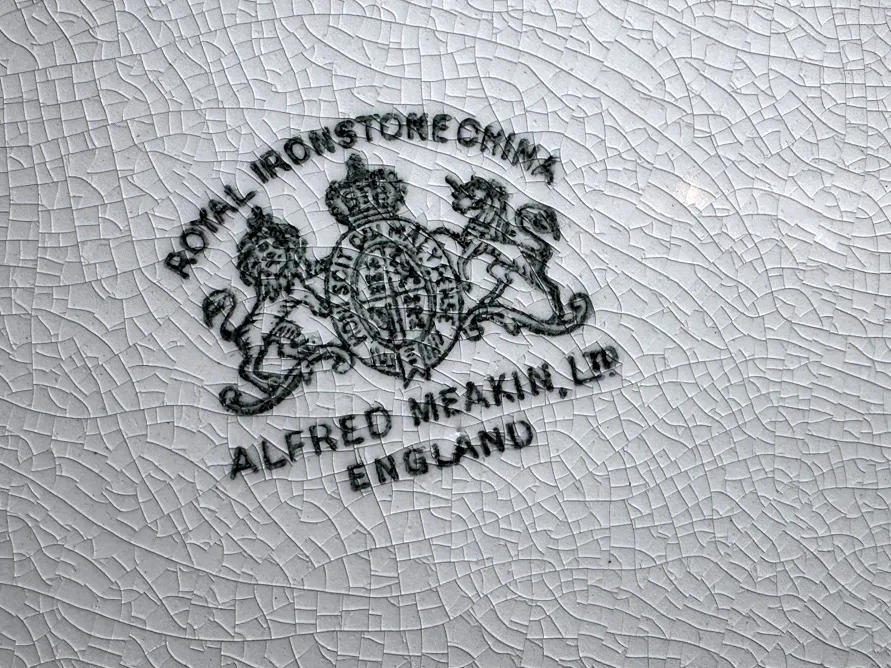 ROYAL IRONSTONE CHINA
ALFRED MEAKIN, LTD
ENGLAND